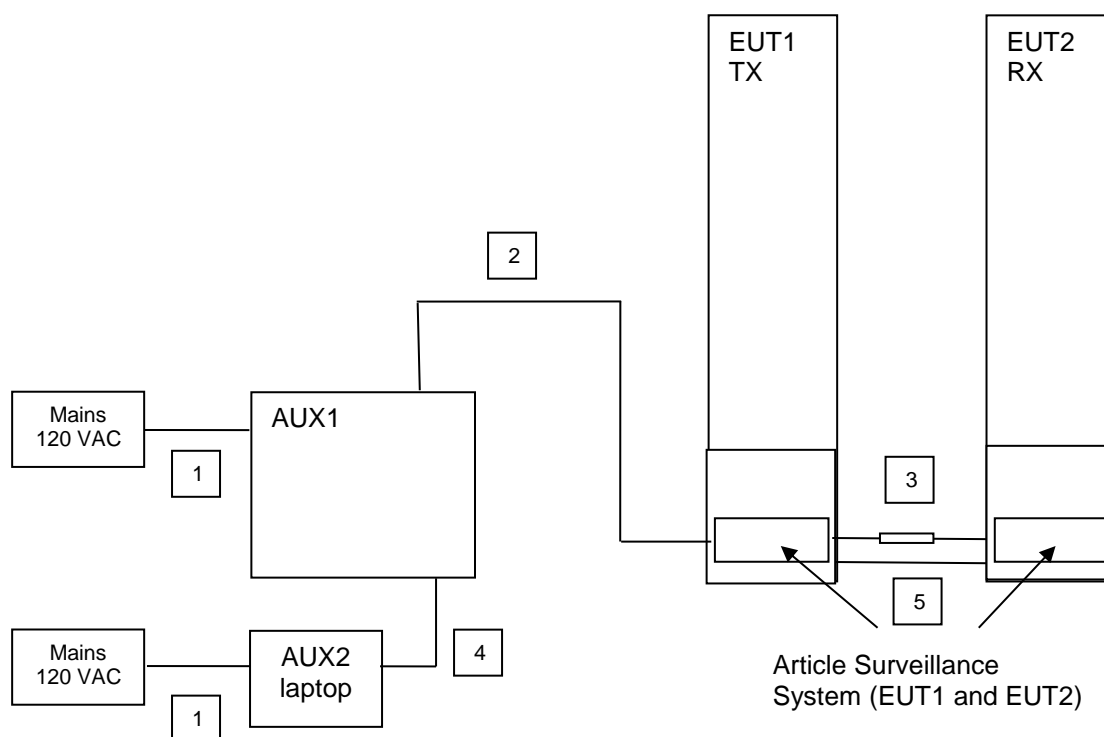 EUT1
TX
EUT2
RX
2
Mains
120 VAC
1
AUX1
3
5
Mains
120 VAC
1
AUX2
laptop
4
Article Surveillance
System (EUT1 and EUT2)